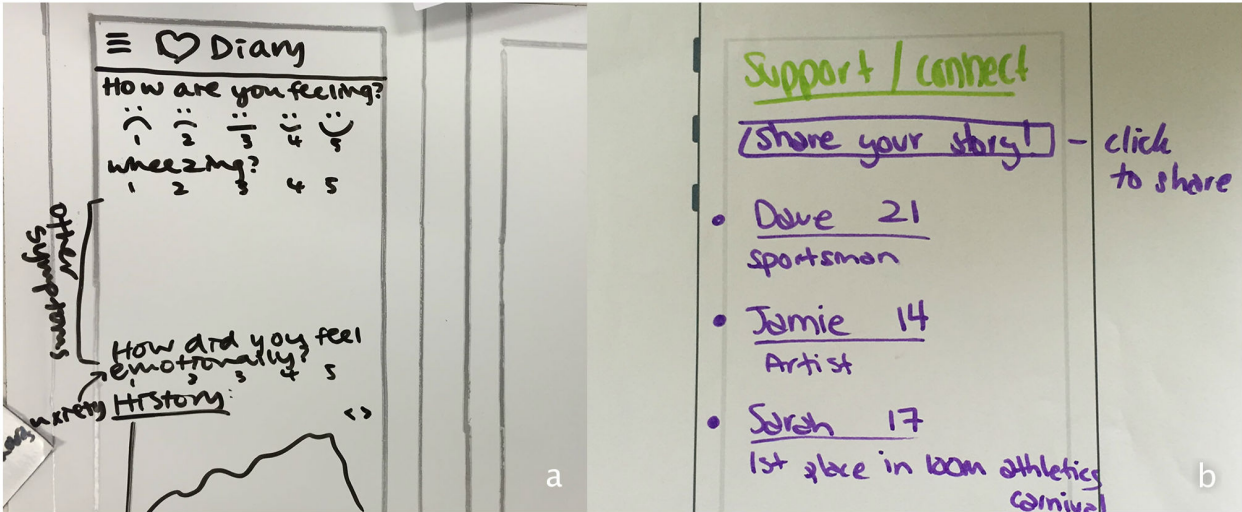 Diary
How are you feeling?
1 2 3 4 5
wheezing?
1 2 3 4 5
other symptoms
How did you feel
emotionally?
1 2 3 4 5
anxiety
History:
< >
a
Support / connect
Share your story! - click
to share
• Dave 21
sportsman
• Jamie 14
Artist
• Sarah 17
1st place in 100m athletics
carnival
b